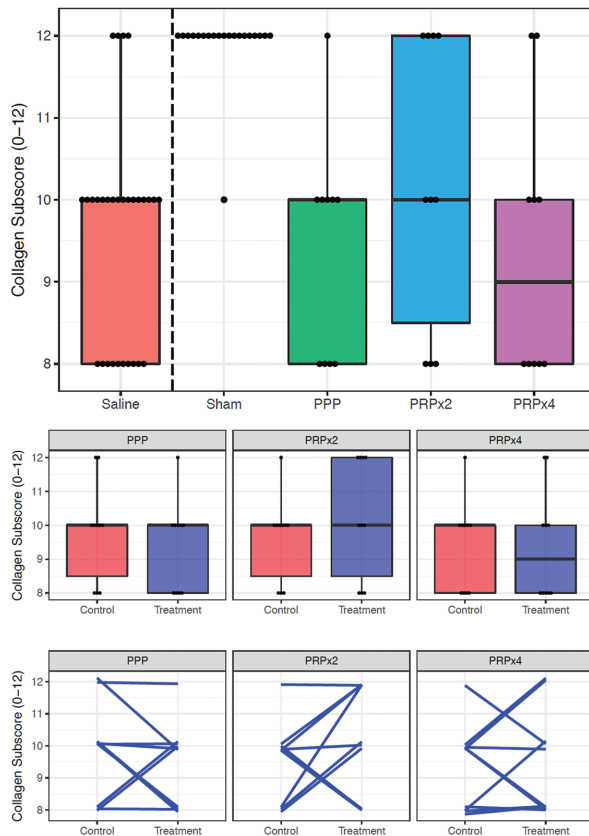 Collagen Subscore (0−12)
12
11
10
9
8
Saline Sham PPP PRPx2 PRPx4
PPP PRPx2 PRPx4
Collagen Subscore (0−12)
12
11
10
9
8
Control Treatment Control Treatment Control Treatment
PPP PRPx2 PRPx4
Collagen Subscore (0−12)
12
11
10
9
8
Control Treatment Control Treatment Control Treatment